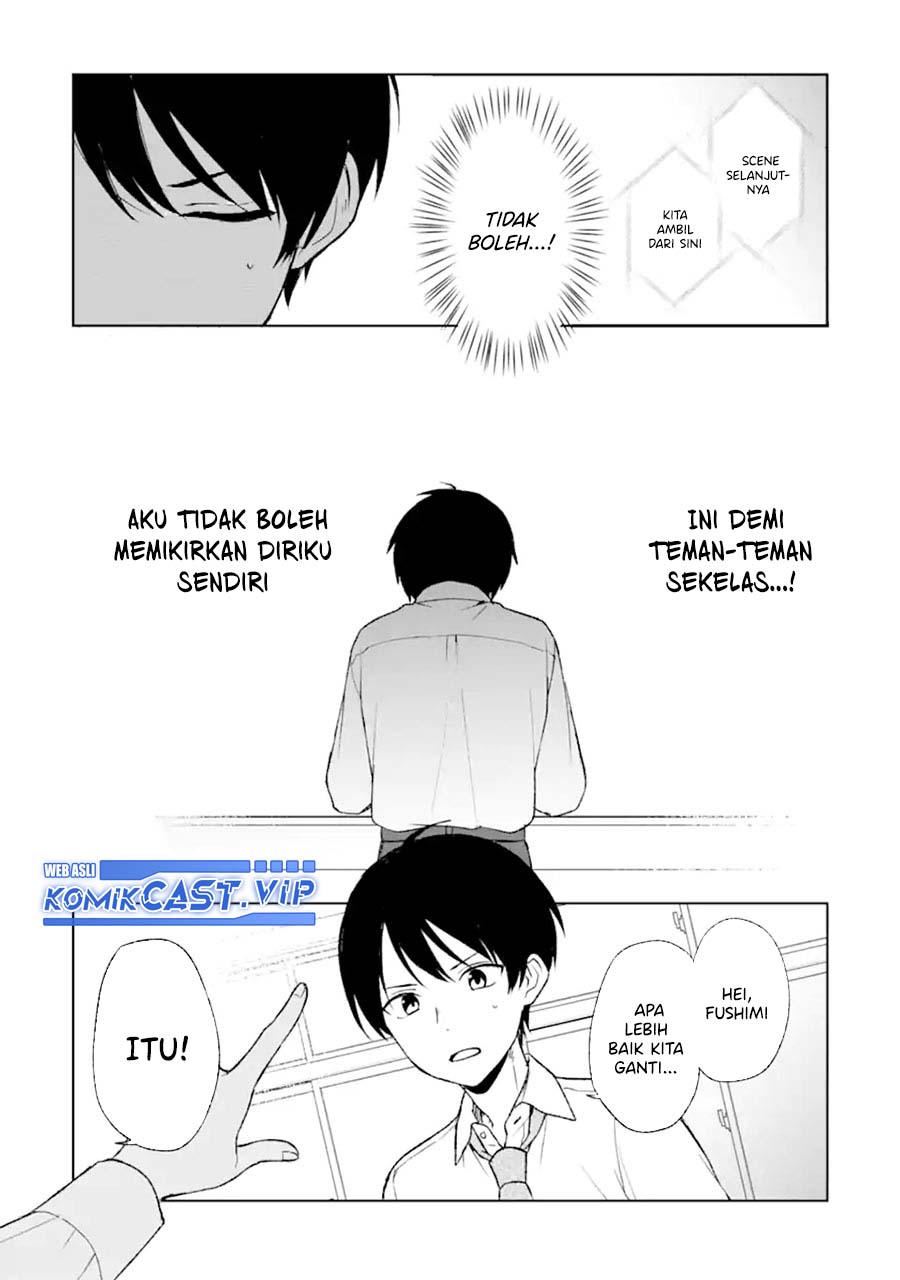 SCENE
SELANJUT-
NYA
KITA
AMBIL
DARI SINI
TIDAK
BOLEH...!
INI DEMI
TEMAN-TEMAN
SEKELAS...!
AKU TIDAK BOLEH
MEMIKIRKAN DIRIKU
SENDIRI
WEB ASLI
KOMIKCAST.VIP
HEI,
FUSHIMI
APA
LEBIH
BAIK KITA
GANTI...
ITU!